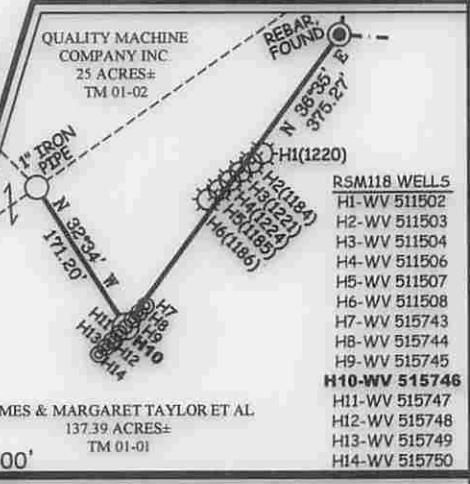 QUALITY MACHINE
COMPANY INC
25 ACRES±
TM 01-02
REBAR,
FOUND
N 36°35' E
375.27'
1" IRON
PIPE
N 32°34' W
171.20'
H1(1220)
H2(1184)
H3(1221)
H4(1224)
H5(1185)
H6(1186)
H7
H8
H9
H10
H11
H12
H13
H14
RSM118 WELLS
H1-WV 511502
H2-WV 511503
H3-WV 511504
H4-WV 511506
H5-WV 511507
H6-WV 511508
H7-WV 515743
H8-WV 515744
H9-WV 515745
H10-WV 515746
H11-WV 515747
H12-WV 515748
H13-WV 515749
H14-WV 515750
MES & MARGARET TAYLOR ET AL
137.39 ACRES±
TM 01-01
00'